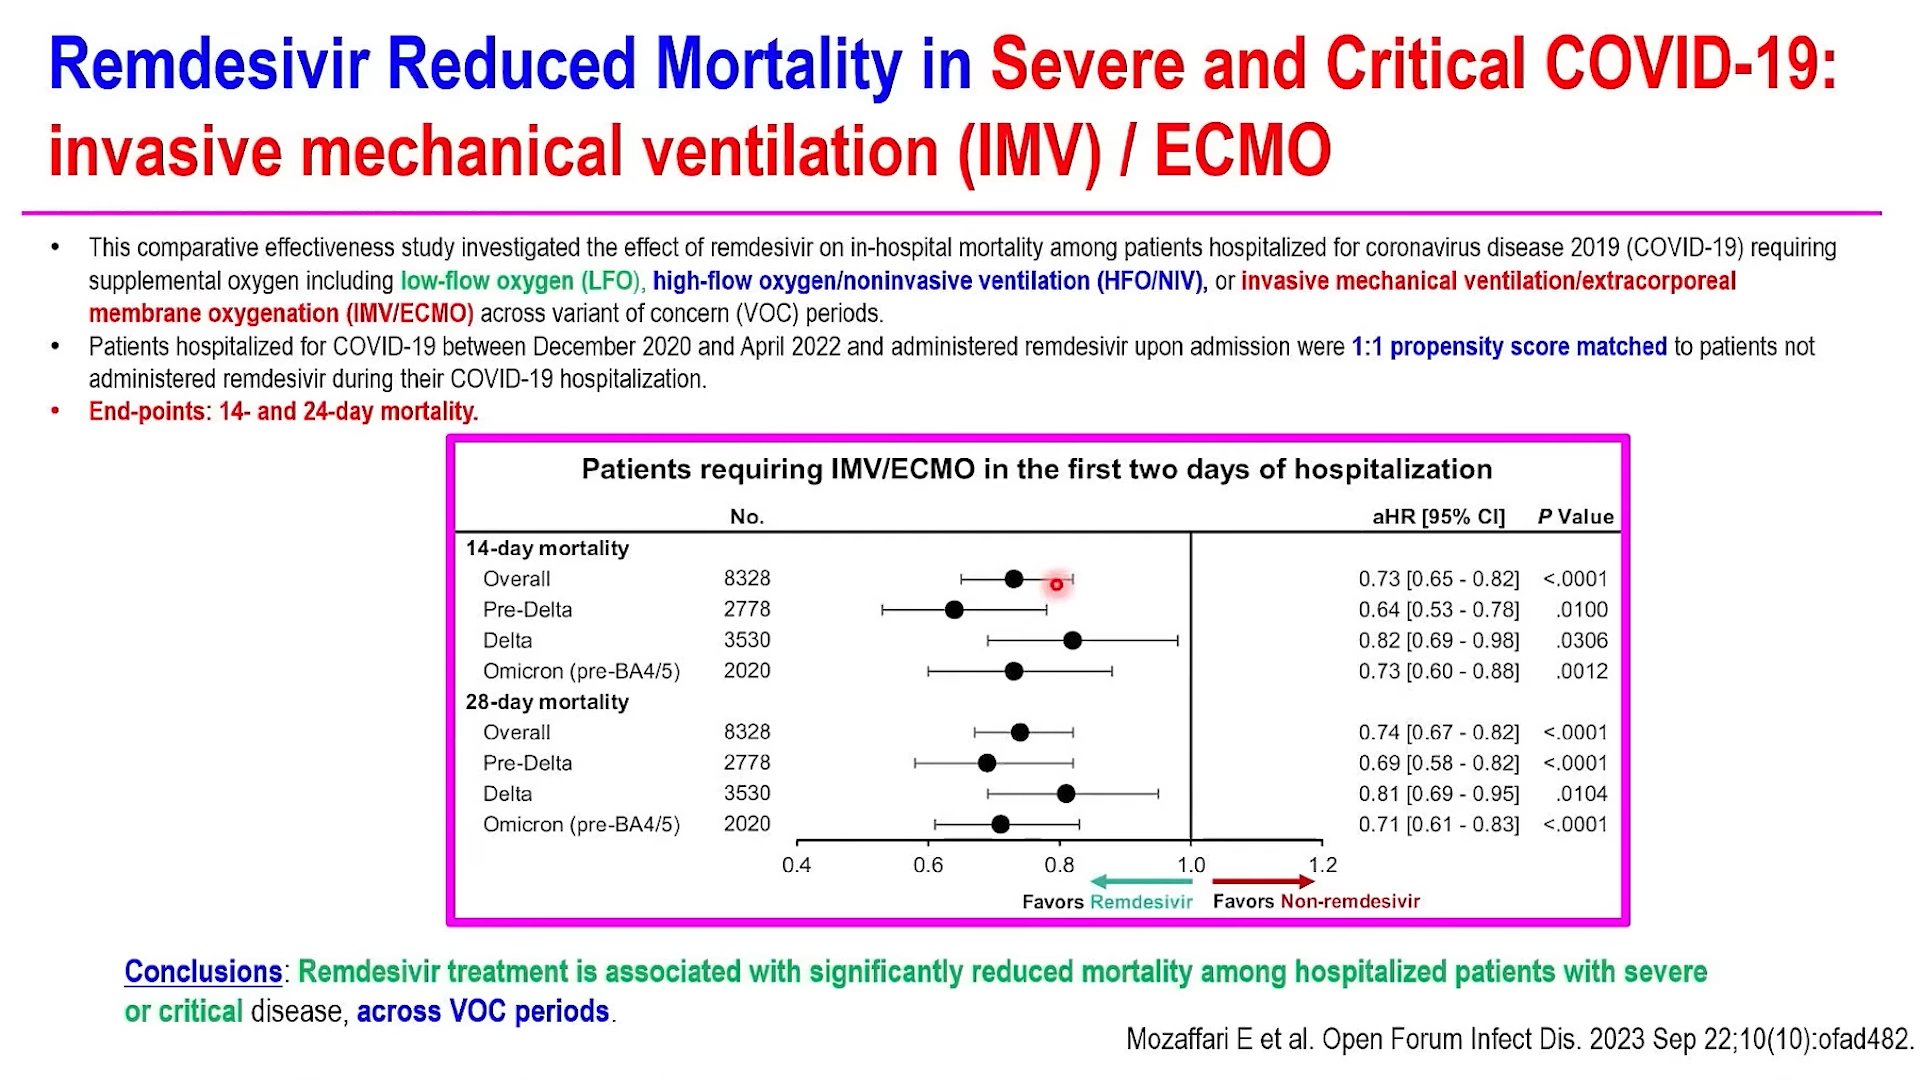 Remdesivir Reduced Mortality in Severe and Critical COVID-19:
invasive mechanical ventilation (IMV) / ECMO
• This comparative effectiveness study investigated the effect of remdesivir on in-hospital mortality among patients hospitalized for coronavirus disease 2019 (COVID-19) requiring
supplemental oxygen including low-flow oxygen (LFO), high-flow oxygen/noninvasive ventilation (HFO/NIV), or invasive mechanical ventilation/extracorporeal
membrane oxygenation (IMV/ECMO) across variant of concern (VOC) periods.
• Patients hospitalized for COVID-19 between December 2020 and April 2022 and administered remdesivir upon admission were 1:1 propensity score matched to patients not
administered remdesivir during their COVID-19 hospitalization.
• End-points: 14- and 24-day mortality.
Patients requiring IMV/ECMO in the first two days of hospitalization
No. aHR [95% CI] P Value
14-day mortality
Overall 8328 0.73 [0.65 - 0.82] <.0001
Pre-Delta 2778 0.64 [0.53 - 0.78] .0100
Delta 3530 0.82 [0.69 - 0.98] .0306
Omicron (pre-BA4/5) 2020 0.73 [0.60 - 0.88] .0012
28-day mortality
Overall 8328 0.74 [0.67 - 0.82] <.0001
Pre-Delta 2778 0.69 [0.58 - 0.82] <.0001
Delta 3530 0.81 [0.69 - 0.95] .0104
Omicron (pre-BA4/5) 2020 0.71 [0.61 - 0.83] <.0001
0.4 0.6 0.8 1.0 1.2
Favors Remdesivir Favors Non-remdesivir
Conclusions: Remdesivir treatment is associated with significantly reduced mortality among hospitalized patients with severe
or critical disease, across VOC periods.
Mozaffari E et al. Open Forum Infect Dis. 2023 Sep 22;10(10):ofad482.